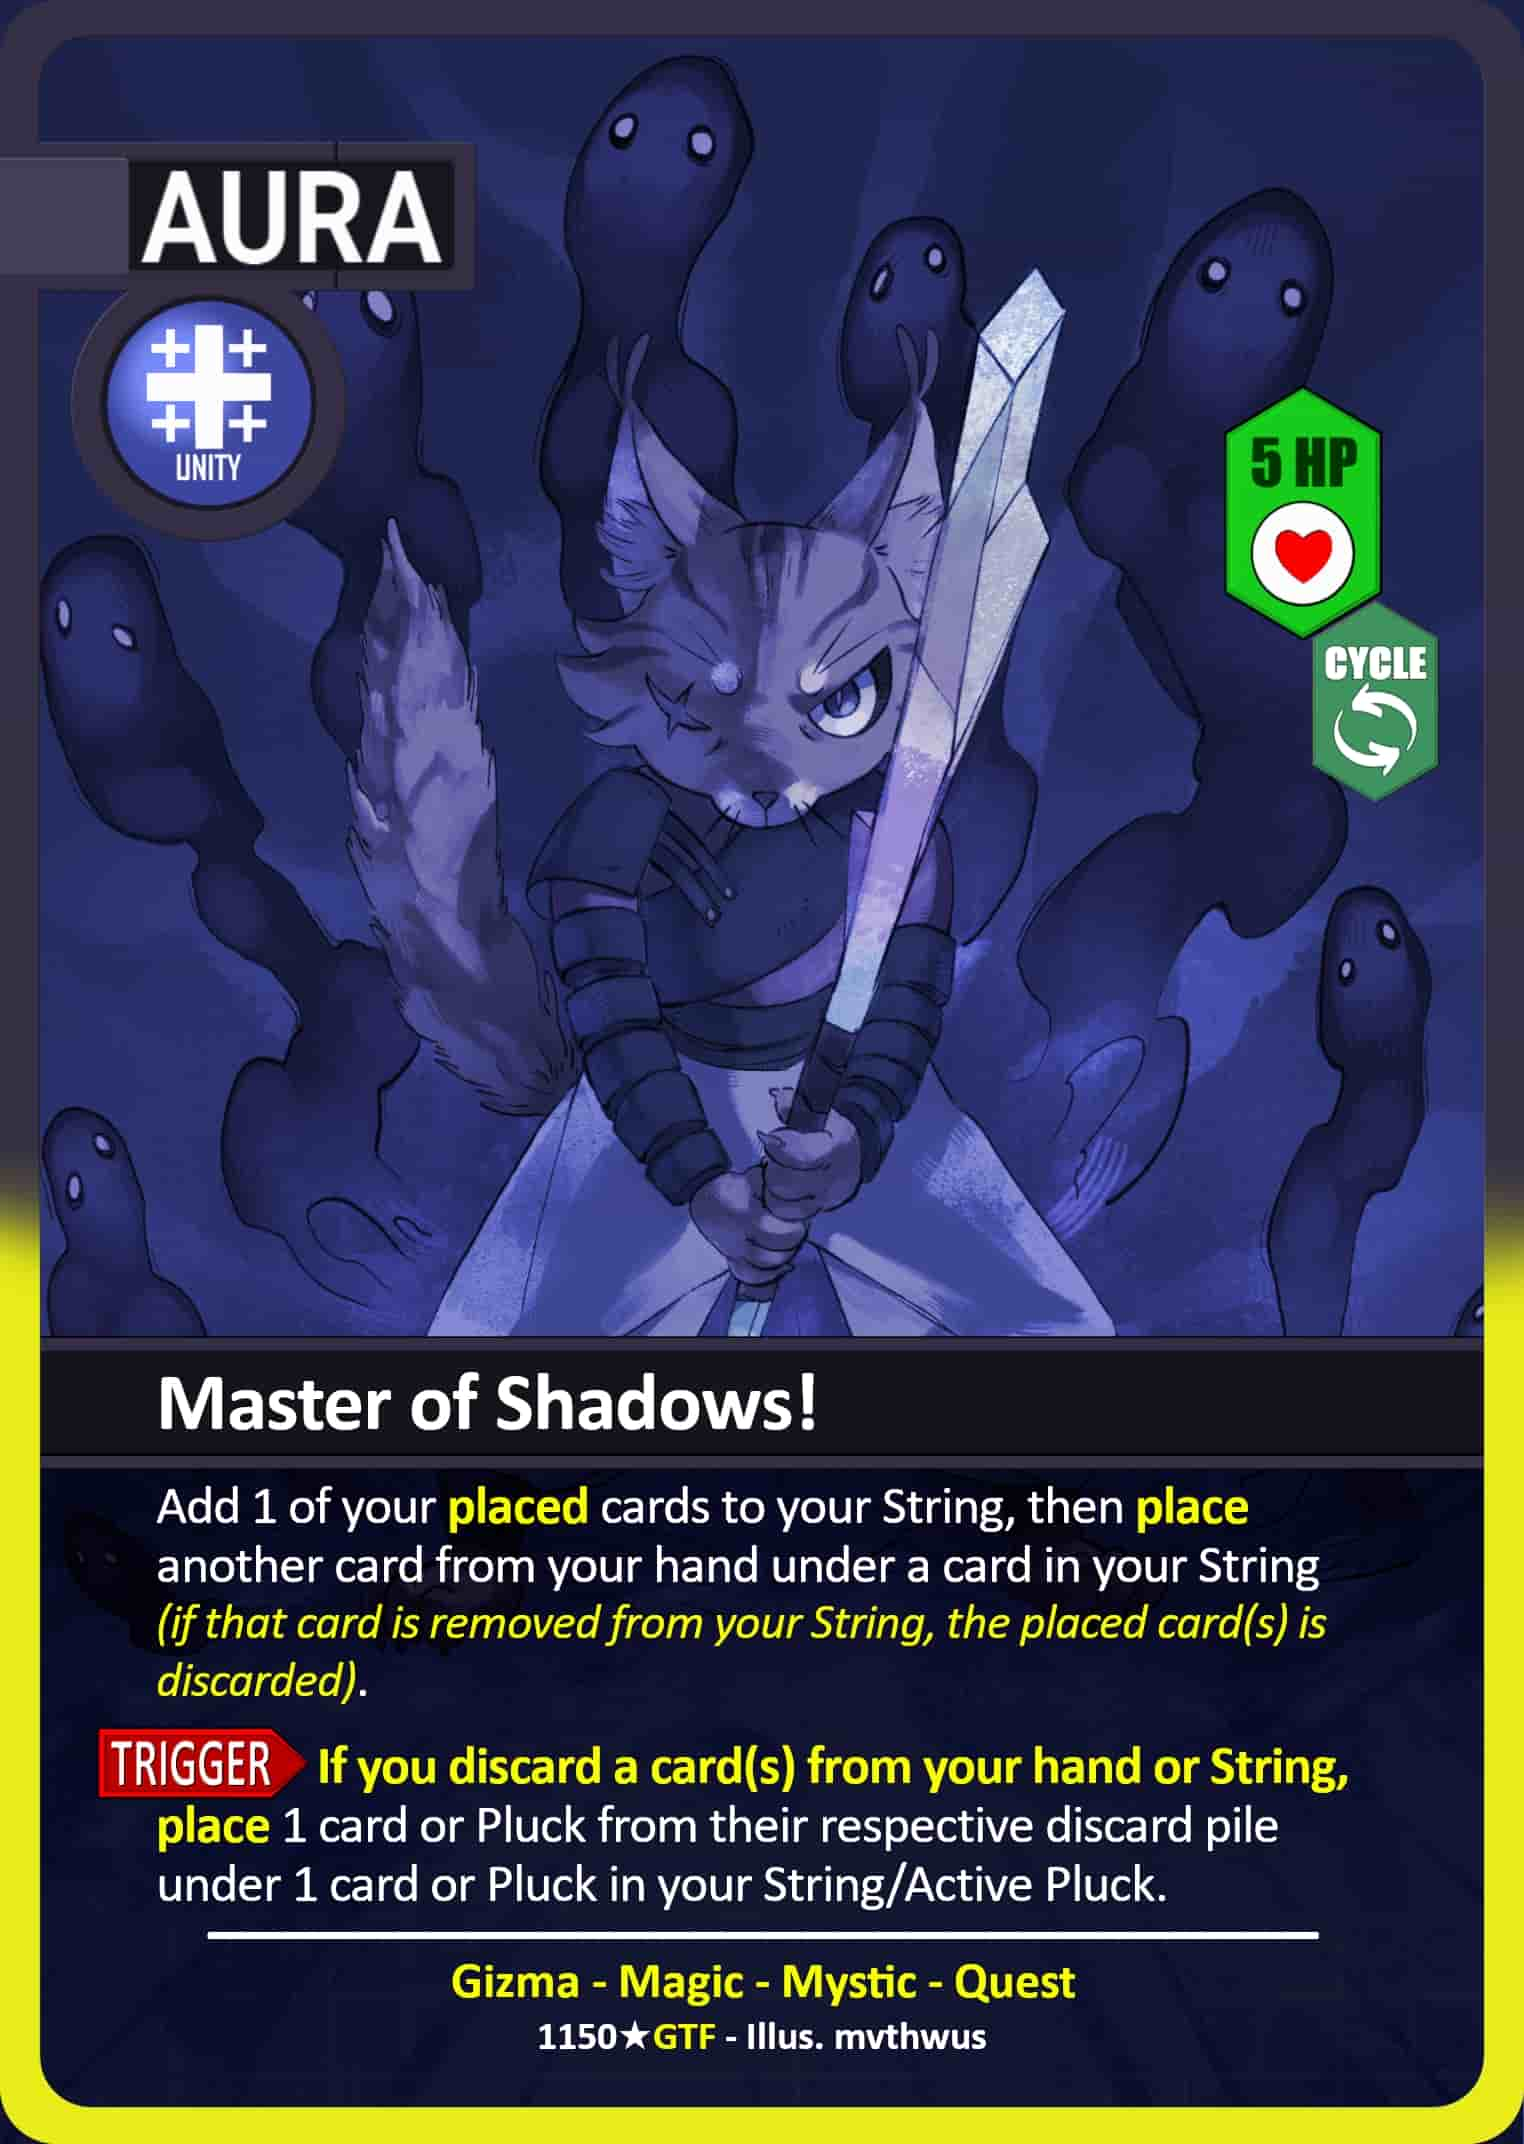 AURA
UNITY
5 HP
CYCLE
Master of Shadows!
Add 1 of your placed cards to your String, then place
another card from your hand under a card in your String
(if that card is removed from your String, the placed card(s) is
discarded).
TRIGGER If you discard a card(s) from your hand or String,
place 1 card or Pluck from their respective discard pile
under 1 card or Pluck in your String/Active Pluck.
Gizma - Magic - Mystic - Quest
1150★GTF - Illus. mvthwus